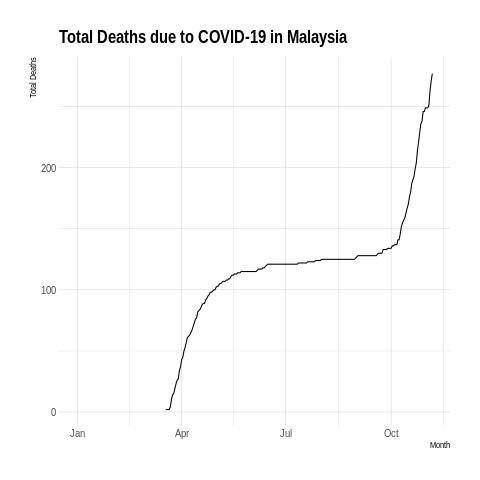 Total Deaths due to COVID-19 in Malaysia
Total Deaths
200
100
0
Jan Apr Jul Oct
Month